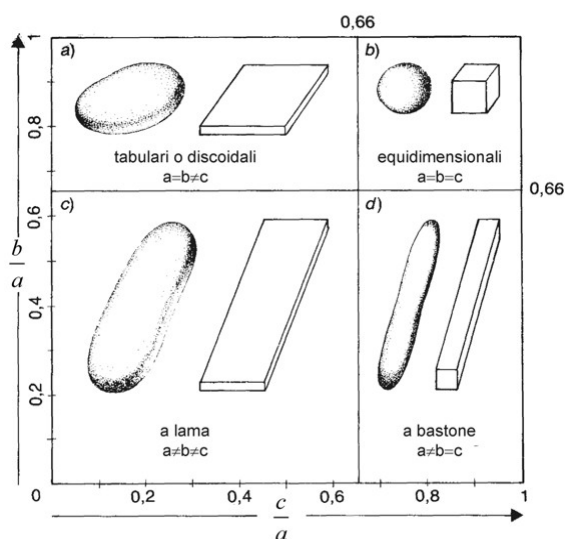 0,66
1
a)
b)
0,8
tabulari o discoidali
a=b≠c
equidimensionali
a=b=c
0,66
0,6
c)
d)
b
a
0,4
0,2
a lama
a≠b≠c
a bastone
a≠b=c
0
0,2
0,4
0,6
0,8
1
c
a